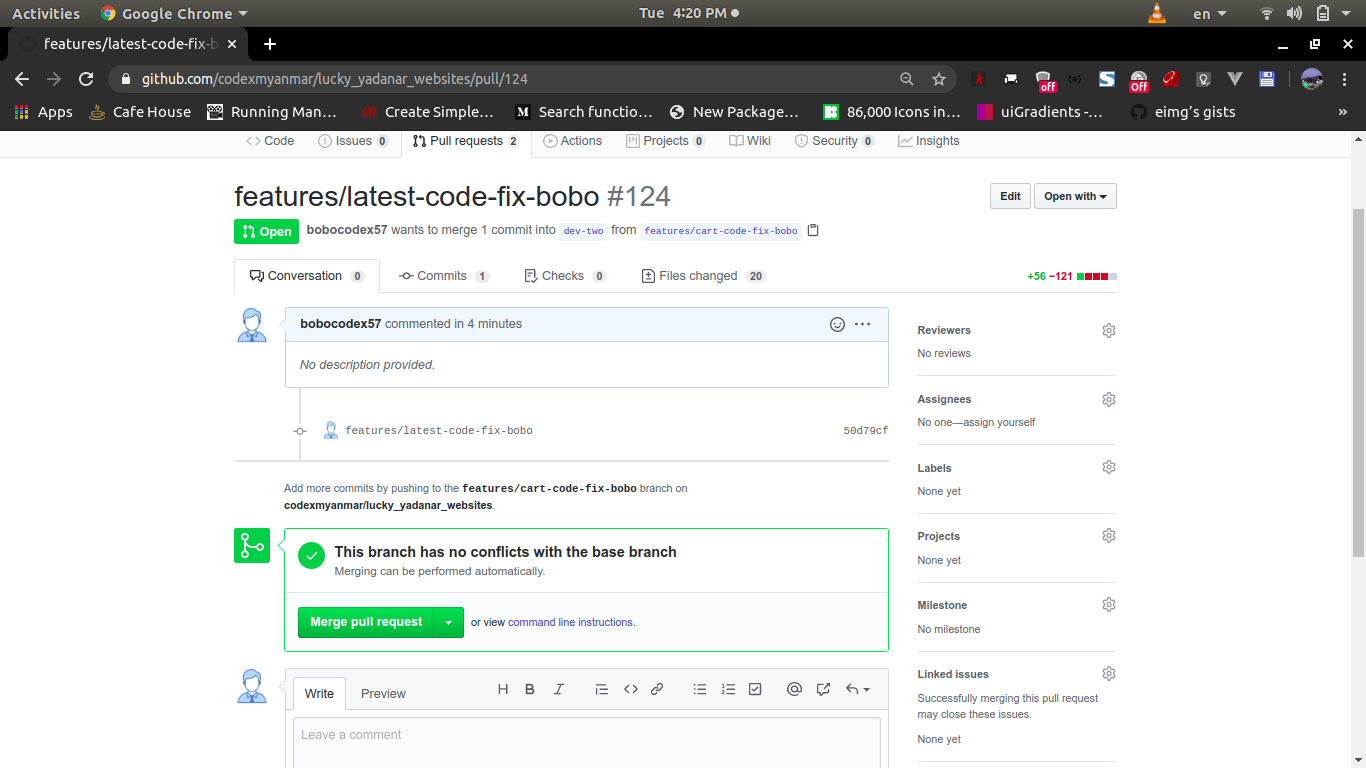 Activities Google Chrome Tue 4:20 PM en
features/latest-code-fix-b
github.com/codexmyanmar/lucky_yadanar_websites/pull/124 off Off
Apps Cafe House Running Man… Create Simple… Search functio… New Package… 86,000 Icons in… uiGradients -… eimg's gists »
Code Issues 0 Pull requests 2 Actions Projects 0 Wiki Security 0 Insights
features/latest-code-fix-bobo #124 Edit Open with
Open bobocodex57 wants to merge 1 commit into dev-two from features/cart-code-fix-bobo
Conversation 0 Commits 1 Checks 0 Files changed 20 +56 −121
bobocodex57 commented in 4 minutes
No description provided.
features/latest-code-fix-bobo 50d79cf
Add more commits by pushing to the features/cart-code-fix-bobo branch on
codexmyanmar/lucky_yadanar_websites.
This branch has no conflicts with the base branch
Merging can be performed automatically.
Merge pull request or view command line instructions.
Write Preview H B I
Leave a comment
Reviewers
No reviews
Assignees
No one—assign yourself
Labels
None yet
Projects
None yet
Milestone
No milestone
Linked issues
Successfully merging this pull request
may close these issues.
None yet